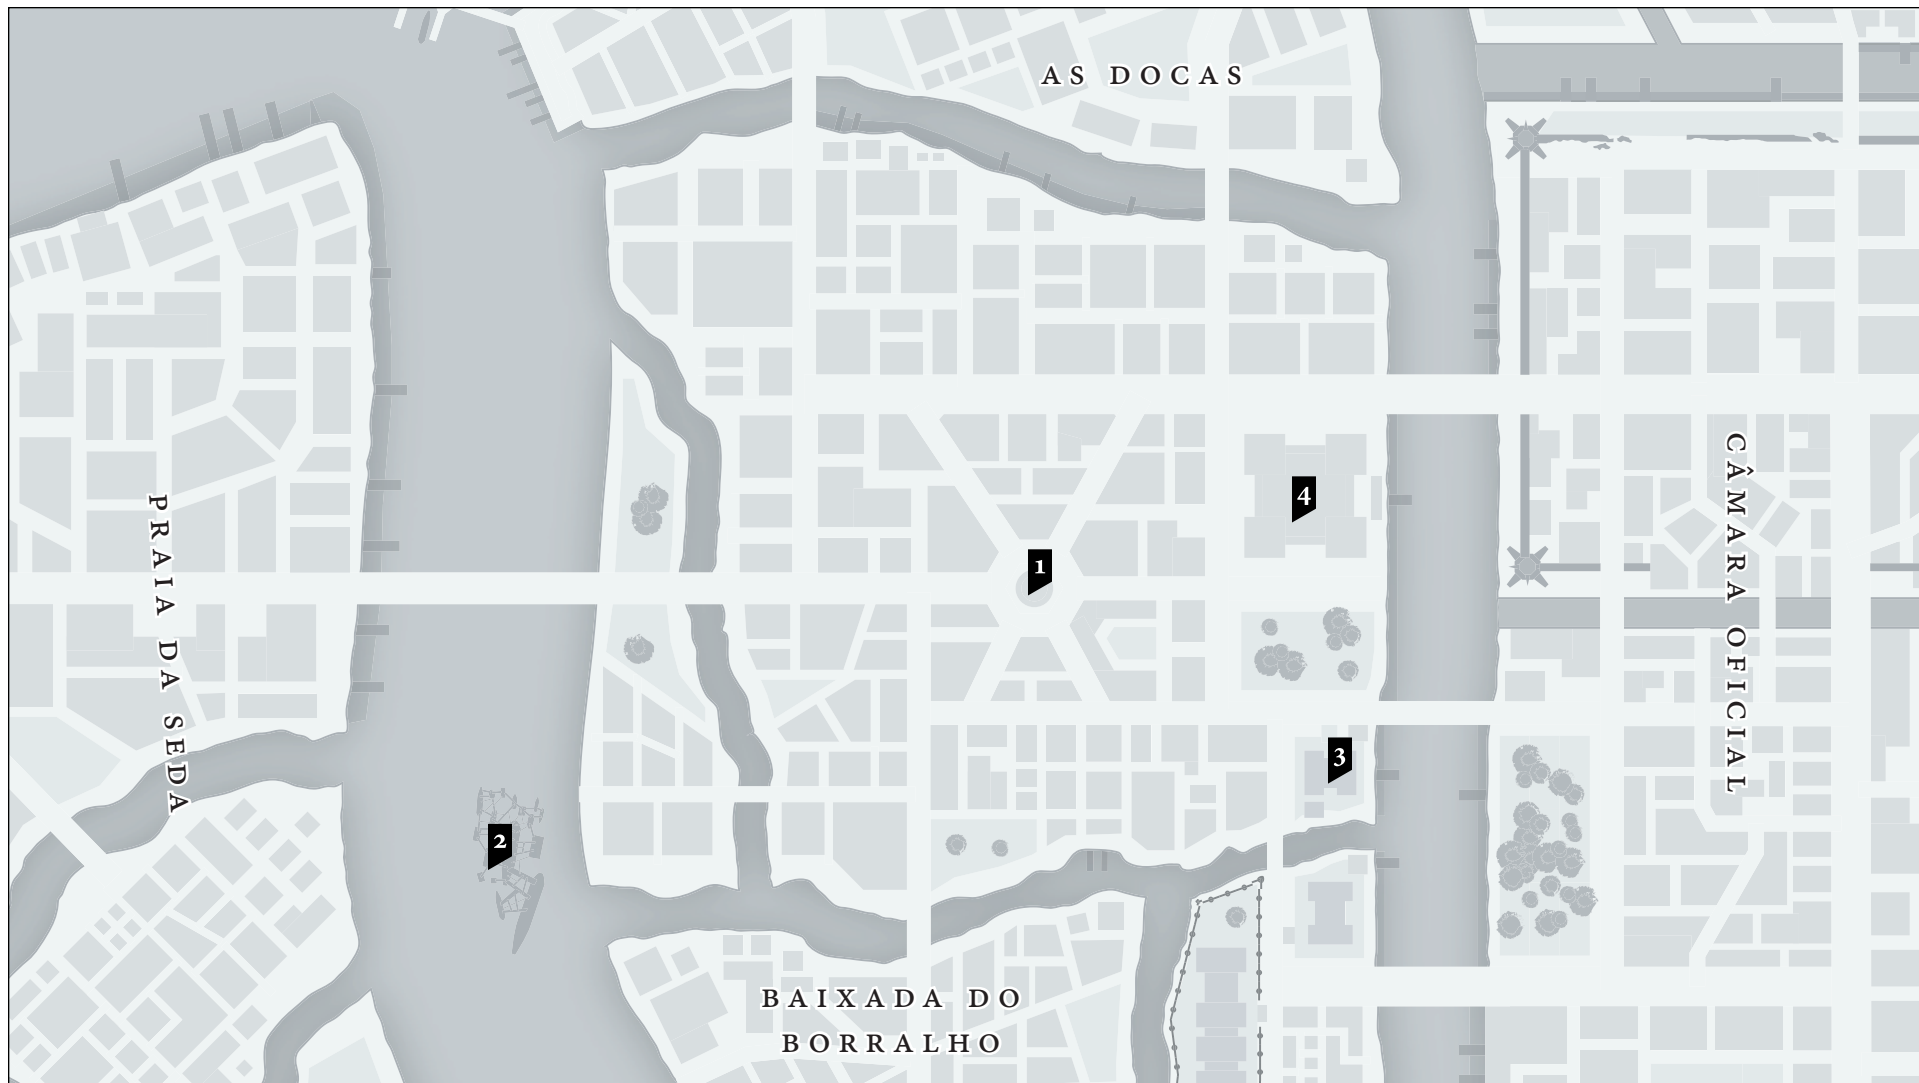 AS DOCAS
4
1
3
2
PRAIA DA SEDA
CÂMARA OFICIAL
BAIXADA DO
BORRALHO